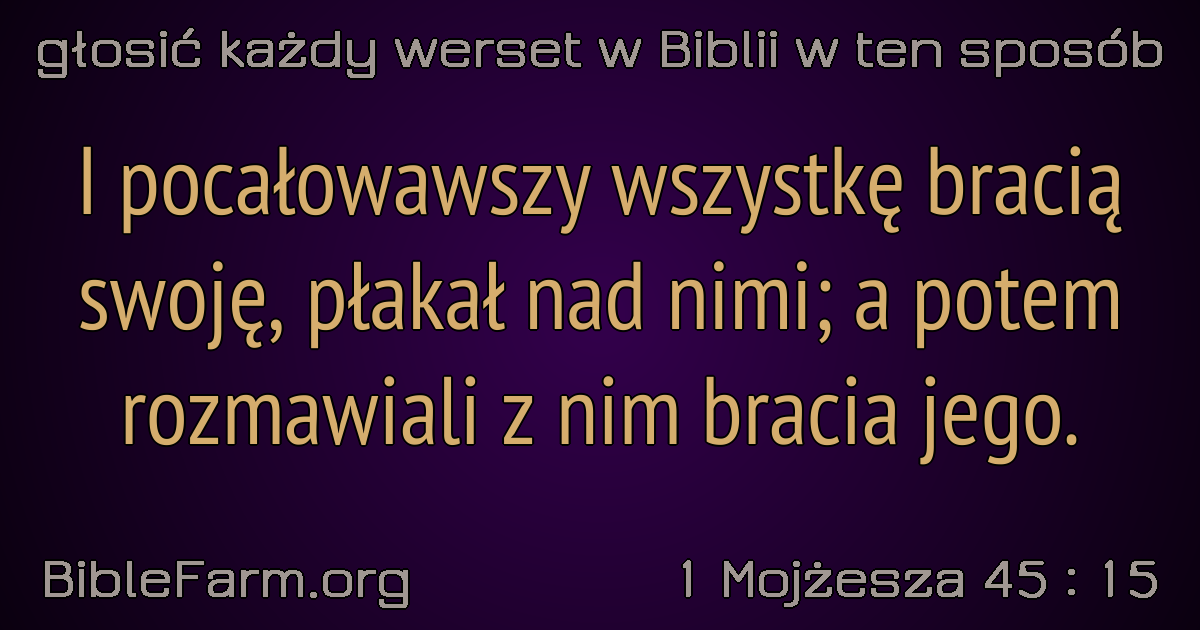 głosić każdy werset w Biblii w ten sposób
I pocałowawszy wszystkę bracią
swoję, płakał nad nimi; a potem
rozmawiali z nim bracia jego.
BibleFarm.org
1 Mojżesza 45 : 15